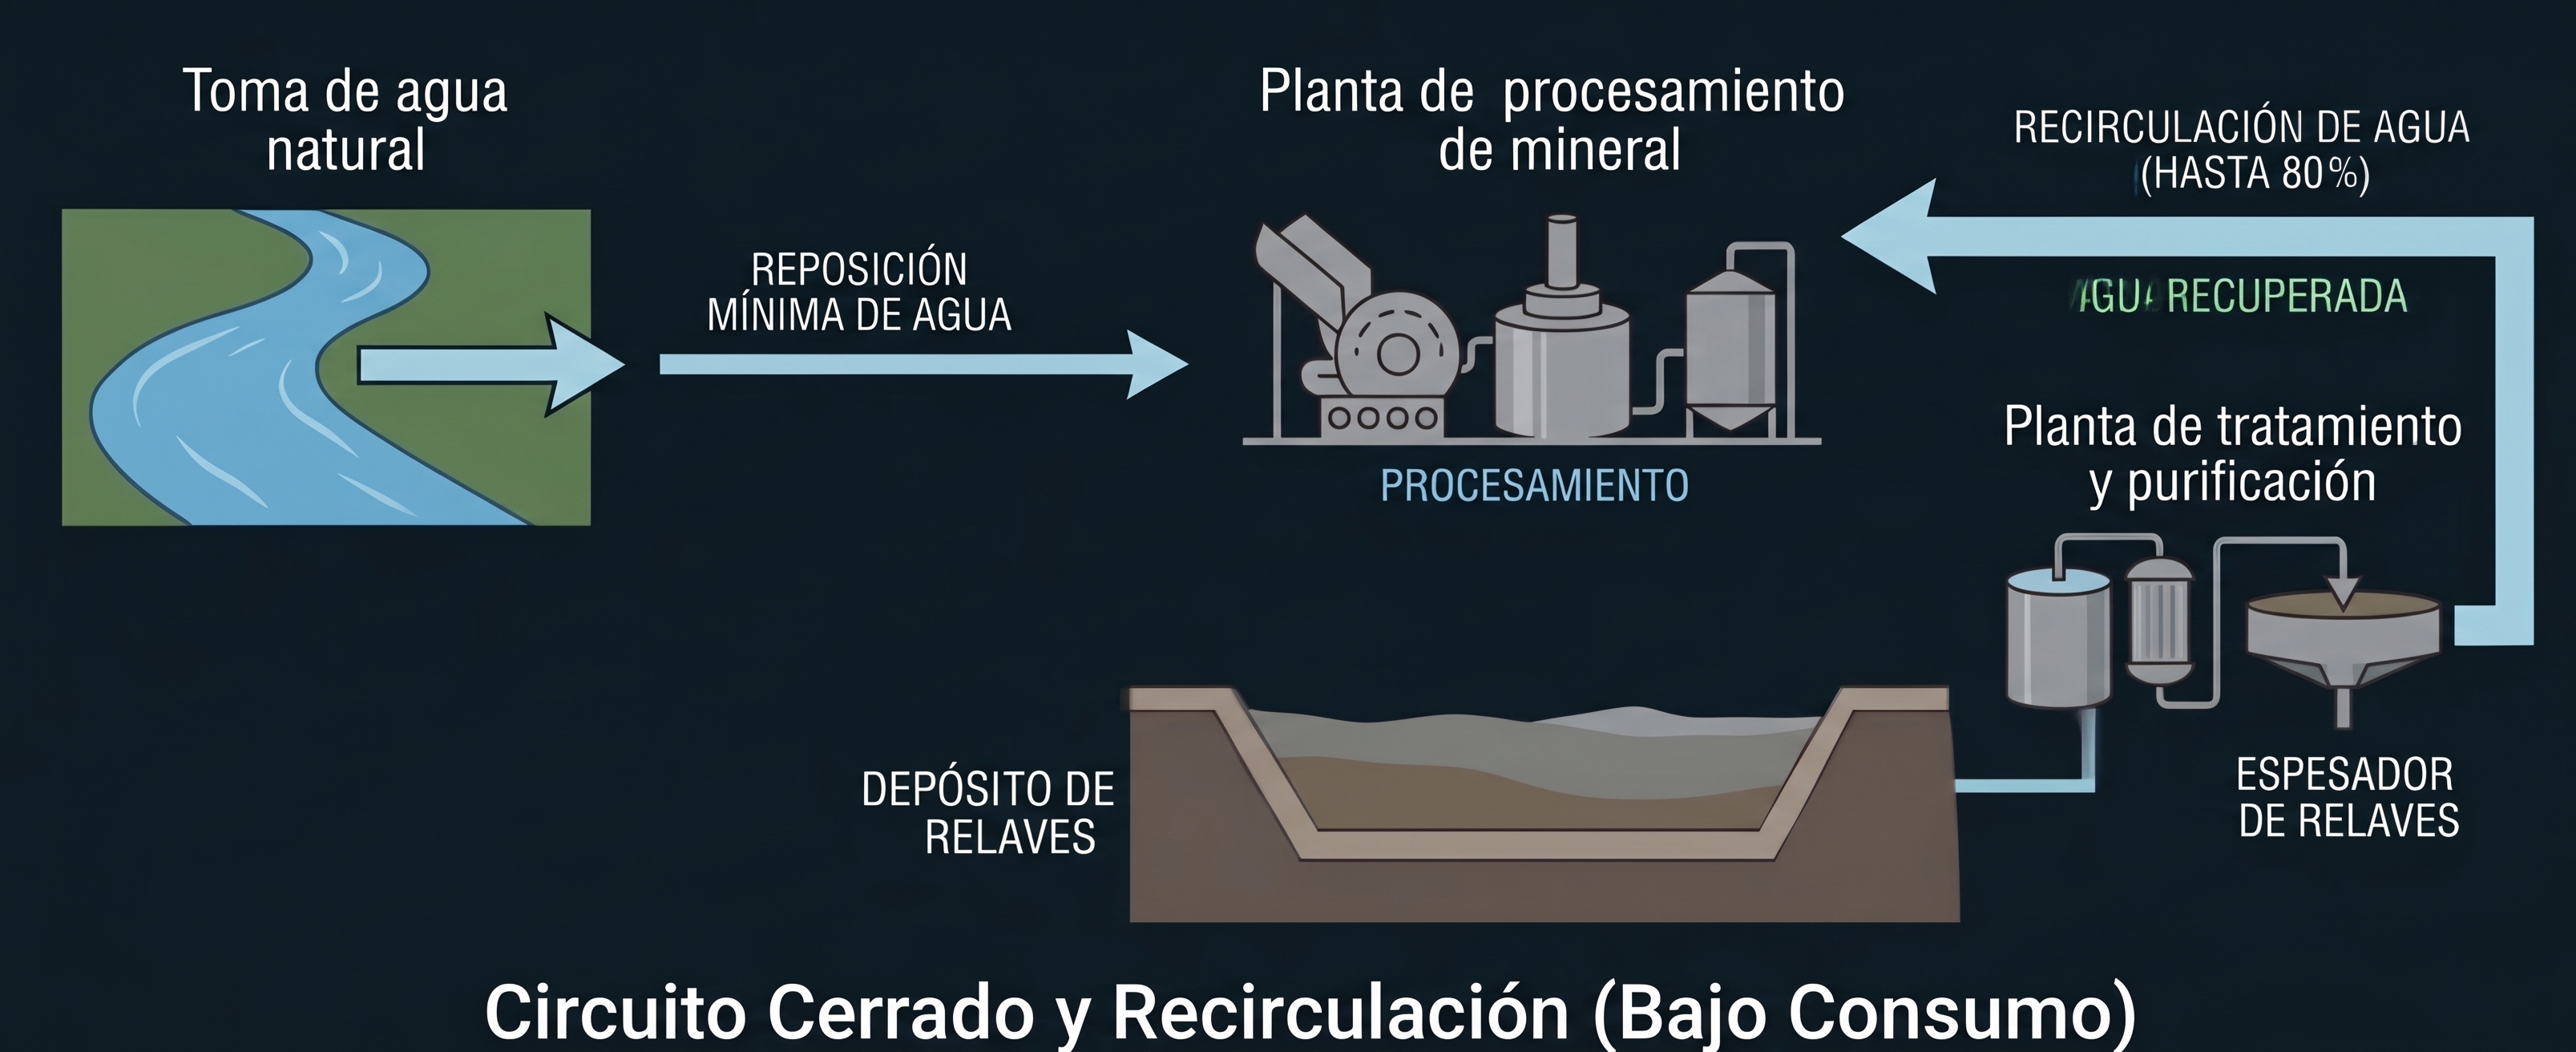 Toma de agua
natural
Planta de procesamiento
de mineral
RECIRCULACIÓN DE AGUA
(HASTA 80%)
REPOSICIÓN
MÍNIMA DE AGUA
RECUPERADA
PROCESAMIENTO
Planta de tratamiento
y purificación
DEPÓSITO DE
RELAVES
ESPESADOR
DE RELAVES
Circuito Cerrado y Recirculación (Bajo Consumo)